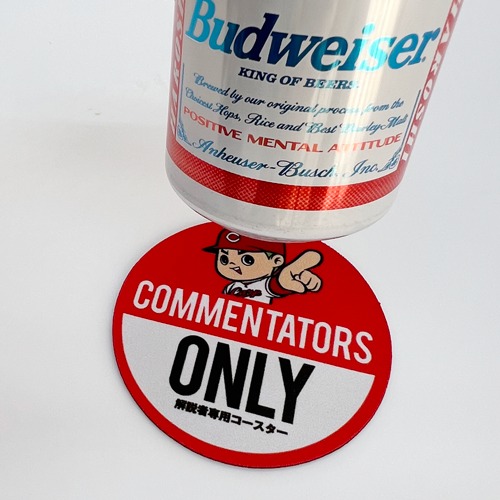 Budweiser
KING OF BEERS
Brewed by our original process from the
Choicest Hops, Rice and Best Barley Malt
POSITIVE MENTAL ATTITUDE
Anheuser-Busch, Inc.
C
Carp
COMMENTATORS
ONLY
解説者専用コースター